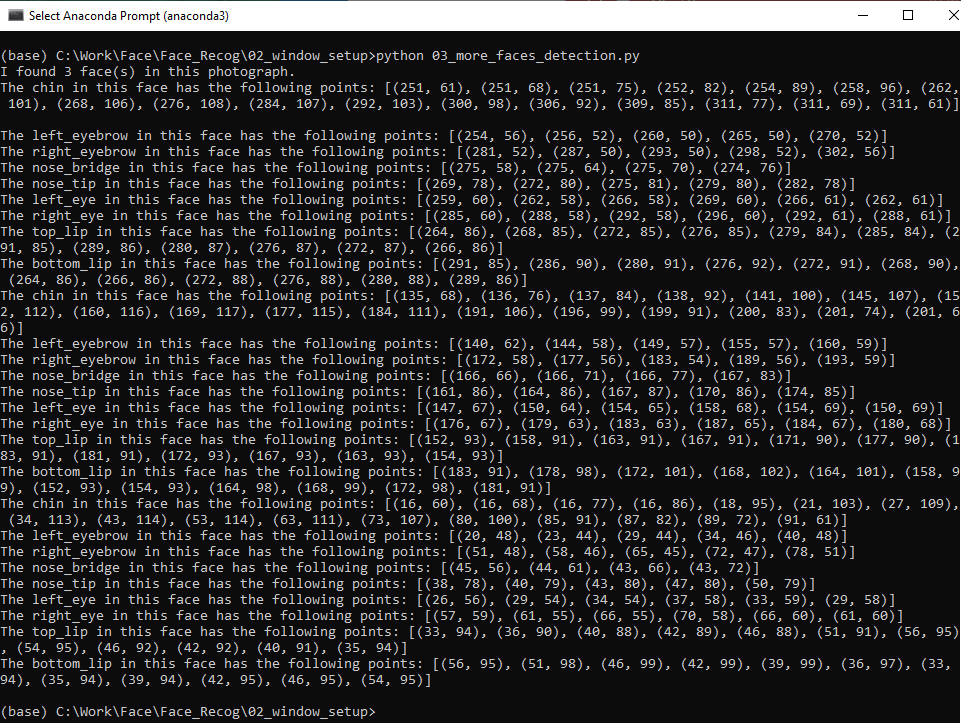 Select Anaconda Prompt (anaconda3)
(base) C:\Work\Face\Face_Recog\02_window_setup>python 03_more_faces_detection.py
I found 3 face(s) in this photograph.
The chin in this face has the following points: [(251, 61), (251, 68), (251, 75), (252, 82), (254, 89), (258, 96), (262,
 101), (268, 106), (276, 108), (284, 107), (292, 103), (300, 98), (306, 92), (309, 85), (311, 77), (311, 69), (311, 61)]
The left_eyebrow in this face has the following points: [(254, 56), (256, 52), (260, 50), (265, 50), (270, 52)]
The right_eyebrow in this face has the following points: [(281, 52), (287, 50), (293, 50), (298, 52), (302, 56)]
The nose_bridge in this face has the following points: [(275, 58), (275, 64), (275, 70), (274, 76)]
The nose_tip in this face has the following points: [(269, 78), (272, 80), (275, 81), (279, 80), (282, 78)]
The left_eye in this face has the following points: [(259, 60), (262, 58), (266, 58), (269, 60), (266, 61), (262, 61)]
The right_eye in this face has the following points: [(285, 60), (288, 58), (292, 58), (296, 60), (292, 61), (288, 61)]
The top_lip in this face has the following points: [(264, 86), (268, 85), (272, 85), (276, 85), (279, 84), (285, 84), (2
91, 85), (289, 86), (280, 87), (276, 87), (272, 87), (266, 86)]
The bottom_lip in this face has the following points: [(291, 85), (286, 90), (280, 91), (276, 92), (272, 91), (268, 90),
 (264, 86), (266, 86), (272, 88), (276, 88), (280, 88), (289, 86)]
The chin in this face has the following points: [(135, 68), (136, 76), (137, 84), (138, 92), (141, 100), (145, 107), (15
2, 112), (160, 116), (169, 117), (177, 115), (184, 111), (191, 106), (196, 99), (199, 91), (200, 83), (201, 74), (201, 6
6)]
The left_eyebrow in this face has the following points: [(140, 62), (144, 58), (149, 57), (155, 57), (160, 59)]
The right_eyebrow in this face has the following points: [(172, 58), (177, 56), (183, 54), (189, 56), (193, 59)]
The nose_bridge in this face has the following points: [(166, 66), (166, 71), (166, 77), (167, 83)]
The nose_tip in this face has the following points: [(161, 86), (164, 86), (167, 87), (170, 86), (174, 85)]
The left_eye in this face has the following points: [(147, 67), (150, 64), (154, 65), (158, 68), (154, 69), (150, 69)]
The right_eye in this face has the following points: [(176, 67), (179, 63), (183, 63), (187, 65), (184, 67), (180, 68)]
The top_lip in this face has the following points: [(152, 93), (158, 91), (163, 91), (167, 91), (171, 90), (177, 90), (1
83, 91), (181, 91), (172, 93), (167, 93), (163, 93), (154, 93)]
The bottom_lip in this face has the following points: [(183, 91), (178, 98), (172, 101), (168, 102), (164, 101), (158, 9
9), (152, 93), (154, 93), (164, 98), (168, 99), (172, 98), (181, 91)]
The chin in this face has the following points: [(16, 60), (16, 68), (16, 77), (16, 86), (18, 95), (21, 103), (27, 109),
 (34, 113), (43, 114), (53, 114), (63, 111), (73, 107), (80, 100), (85, 91), (87, 82), (89, 72), (91, 61)]
The left_eyebrow in this face has the following points: [(20, 48), (23, 44), (29, 44), (34, 46), (40, 48)]
The right_eyebrow in this face has the following points: [(51, 48), (58, 46), (65, 45), (72, 47), (78, 51)]
The nose_bridge in this face has the following points: [(45, 56), (44, 61), (43, 66), (43, 72)]
The nose_tip in this face has the following points: [(38, 78), (40, 79), (43, 80), (47, 80), (50, 79)]
The left_eye in this face has the following points: [(26, 56), (29, 54), (34, 54), (37, 58), (33, 59), (29, 58)]
The right_eye in this face has the following points: [(57, 59), (61, 55), (66, 55), (70, 58), (66, 60), (61, 60)]
The top_lip in this face has the following points: [(33, 94), (36, 90), (40, 88), (42, 89), (46, 88), (51, 91), (56, 95)
, (54, 95), (46, 92), (42, 92), (40, 91), (35, 94)]
The bottom_lip in this face has the following points: [(56, 95), (51, 98), (46, 99), (42, 99), (39, 99), (36, 97), (33,
94), (35, 94), (39, 94), (42, 95), (46, 95), (54, 95)]
(base) C:\Work\Face\Face_Recog\02_window_setup>